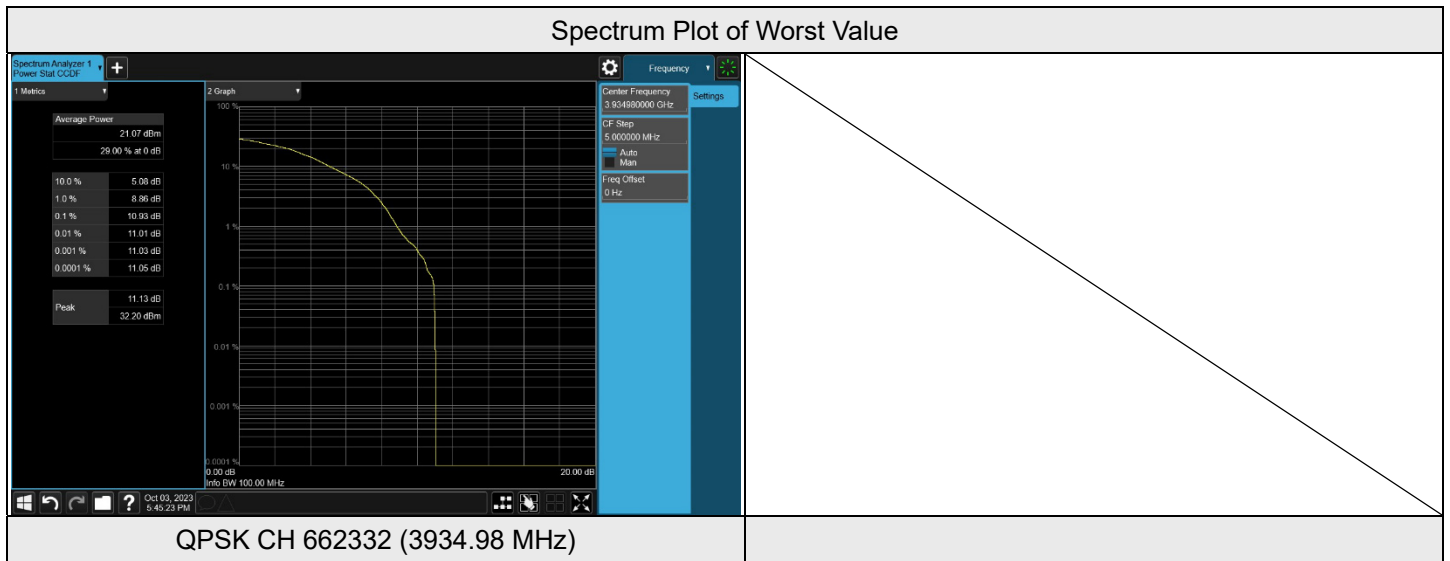 Spectrum Plot of Worst Value
Spectrum Analyzer 1
Power Stat CCDF
+
Frequency
1 Metrics
2 Graph
Average Power
21.07 dBm
29.00 % at 0 dB
10.0 % 5.08 dB
1.0 % 8.86 dB
0.1 % 10.93 dB
0.01 % 11.01 dB
0.001 % 11.03 dB
0.0001 % 11.05 dB
Peak
11.13 dB
32.20 dBm
100 %
10 %
1 %
0.1 %
0.01 %
0.001 %
0.0001 %
0.00 dB
20.00 dB
Info BW 100.00 MHz
Center Frequency
3.934980000 GHz
Settings
CF Step
5.000000 MHz
Auto
Man
Freq Offset
0 Hz
?
Oct 03, 2023
5:45:23 PM
QPSK CH 662332 (3934.98 MHz)